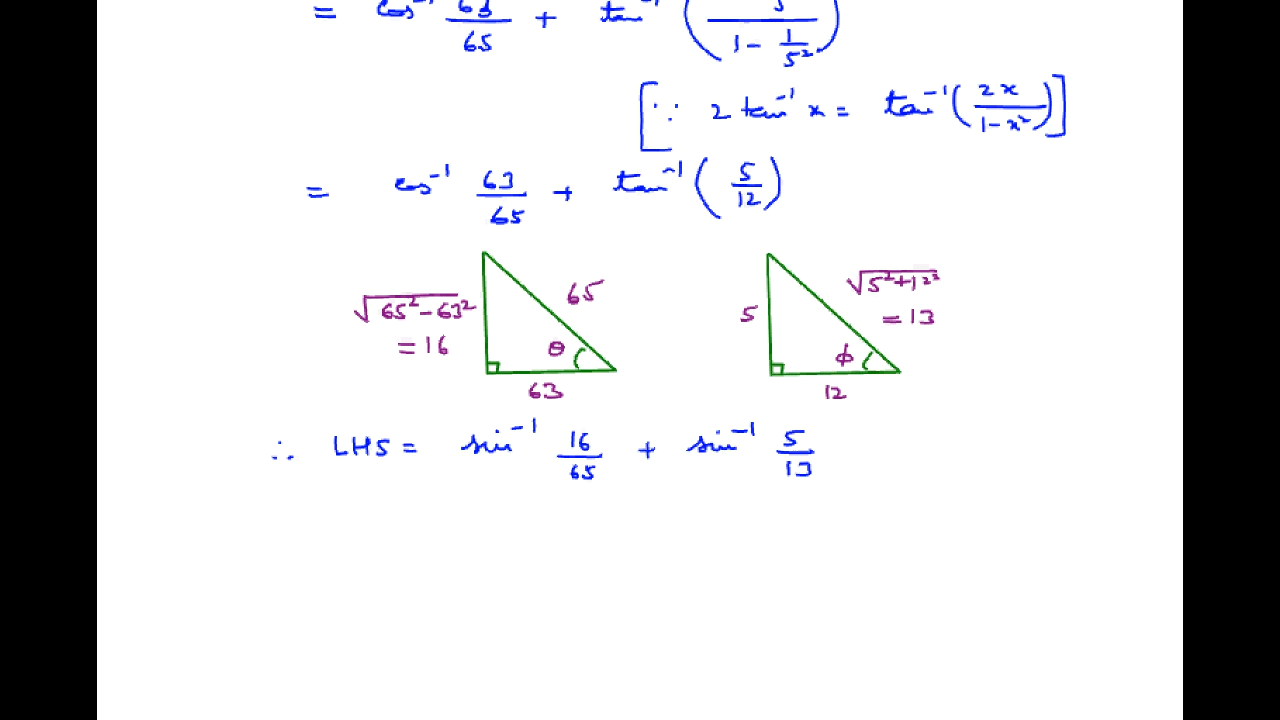 = cos⁻¹ 63/65 + tan⁻¹ ( / 1 - 1/5²)
[∵ 2 tan⁻¹ x = tan⁻¹ (2x / 1-x²)]
= cos⁻¹ 63/65 + tan⁻¹ (5/12)
√65²-63²
= 16
65
θ
63
5
√5²+12²
= 13
φ
12
∴ LHS = sin⁻¹ 16/65 + sin⁻¹ 5/13